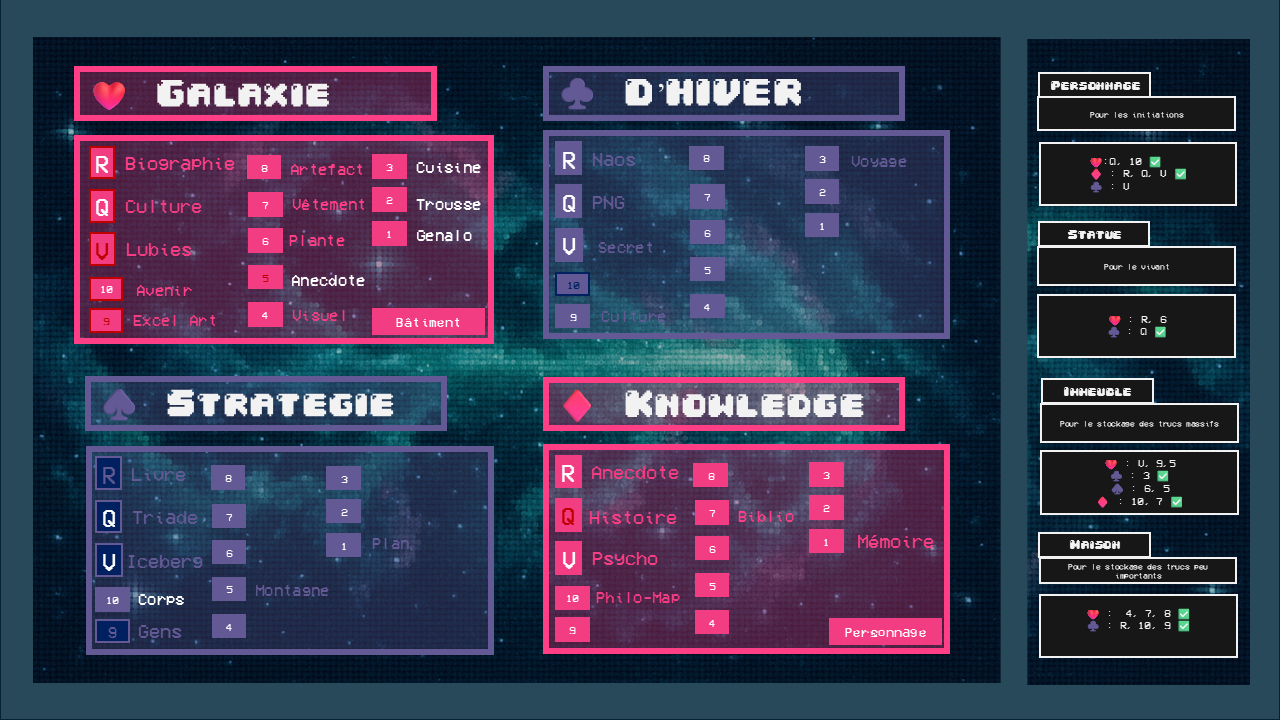 GALAXIE
R Biographie
Q Culture
V Lubies
10 Avenir
9 Excel Art
8 Artefact
7 Vêtement
6 Plante
5 Anecdote
4 Visuel
3 Cuisine
2 Trousse
1 Genalo
Bâtiment
D'HIVER
R Naos
Q PNG
V Secret
10
9 Culture
8
7
6
5
4
3 Voyage
2
1
STRATEGIE
R Livre
Q Triade
V Iceberg
10 Corps
9 Gens
8
7
6
5 Montagne
4
3
2
1 Plan
KNOWLEDGE
R Anecdote
Q Histoire
V Psycho
10 Philo-Map
9
8
7 Biblio
6
5
4
3
2
1 Mémoire
Personnage
PERSONNAGE
Pour les initiations
♥:Q, 10 ✅
♦ : R, Q, V ✅
♣ : V
STATUE
Pour le vivant
♥ : R, 6
♣ : Q ✅
IMMEUBLE
Pour le stockage des trucs massifs
♥ : V, 9,5
♣ : 3 ✅
♠ : 6, 5
♦ : 10, 7 ✅
MAISON
Pour le stockage des trucs peu
importants
♥ : 4, 7, 8 ✅
♣ : R, 10, 9 ✅